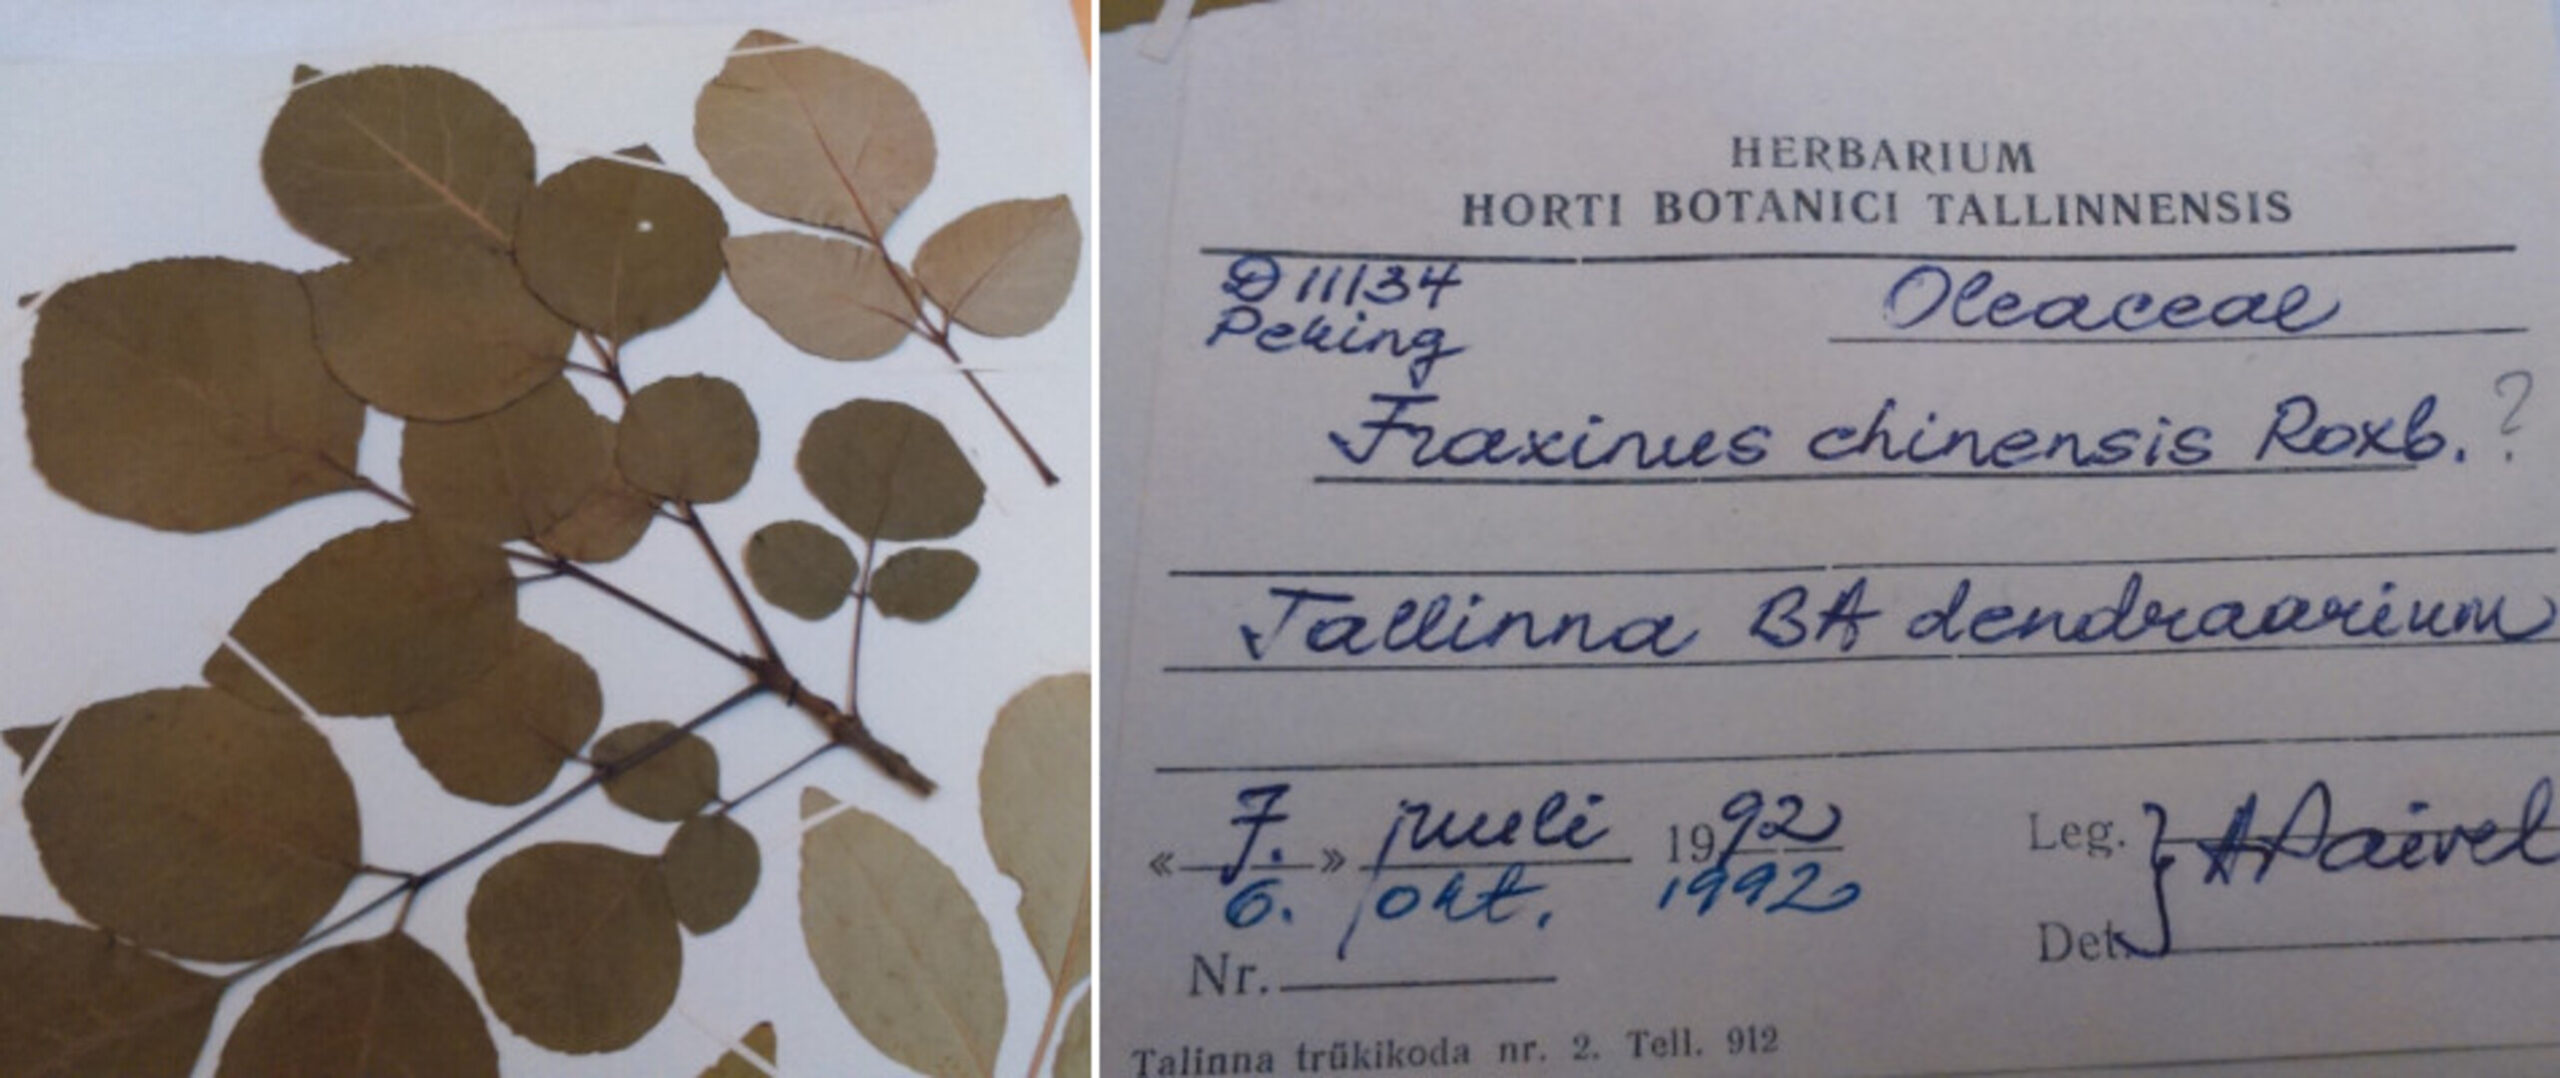 HERBARIUM
HORTI BOTANICI TALLINNENSIS
D 11134 Oleaceae
Peking
Fraxinus chinensis Roxb. ?
Tallinna BA dendraarium
« 7. » juuli 1992 Leg. } A Paivel
6. okt. 1992
Det.
Nr.
Talinna trükikoda nr. 2. Tell. 912